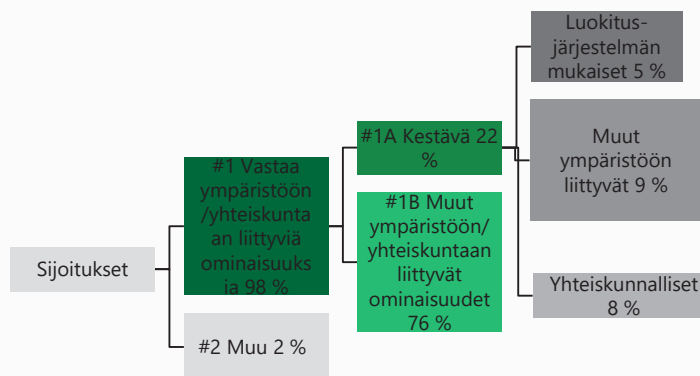 Sijoitukset
#1 Vastaa
ympäristöön
/yhteiskunta
an liittyviä
ominaisuuks
ia 98 %
#2 Muu 2 %
#1A Kestävä 22
%
#1B Muut
ympäristöön/
yhteiskuntaan
liittyvät
ominaisuudet
76 %
Luokitus-
järjestelmän
mukaiset 5 %
Muut
ympäristöön
liittyvät 9 %
Yhteiskunnalliset
8 %